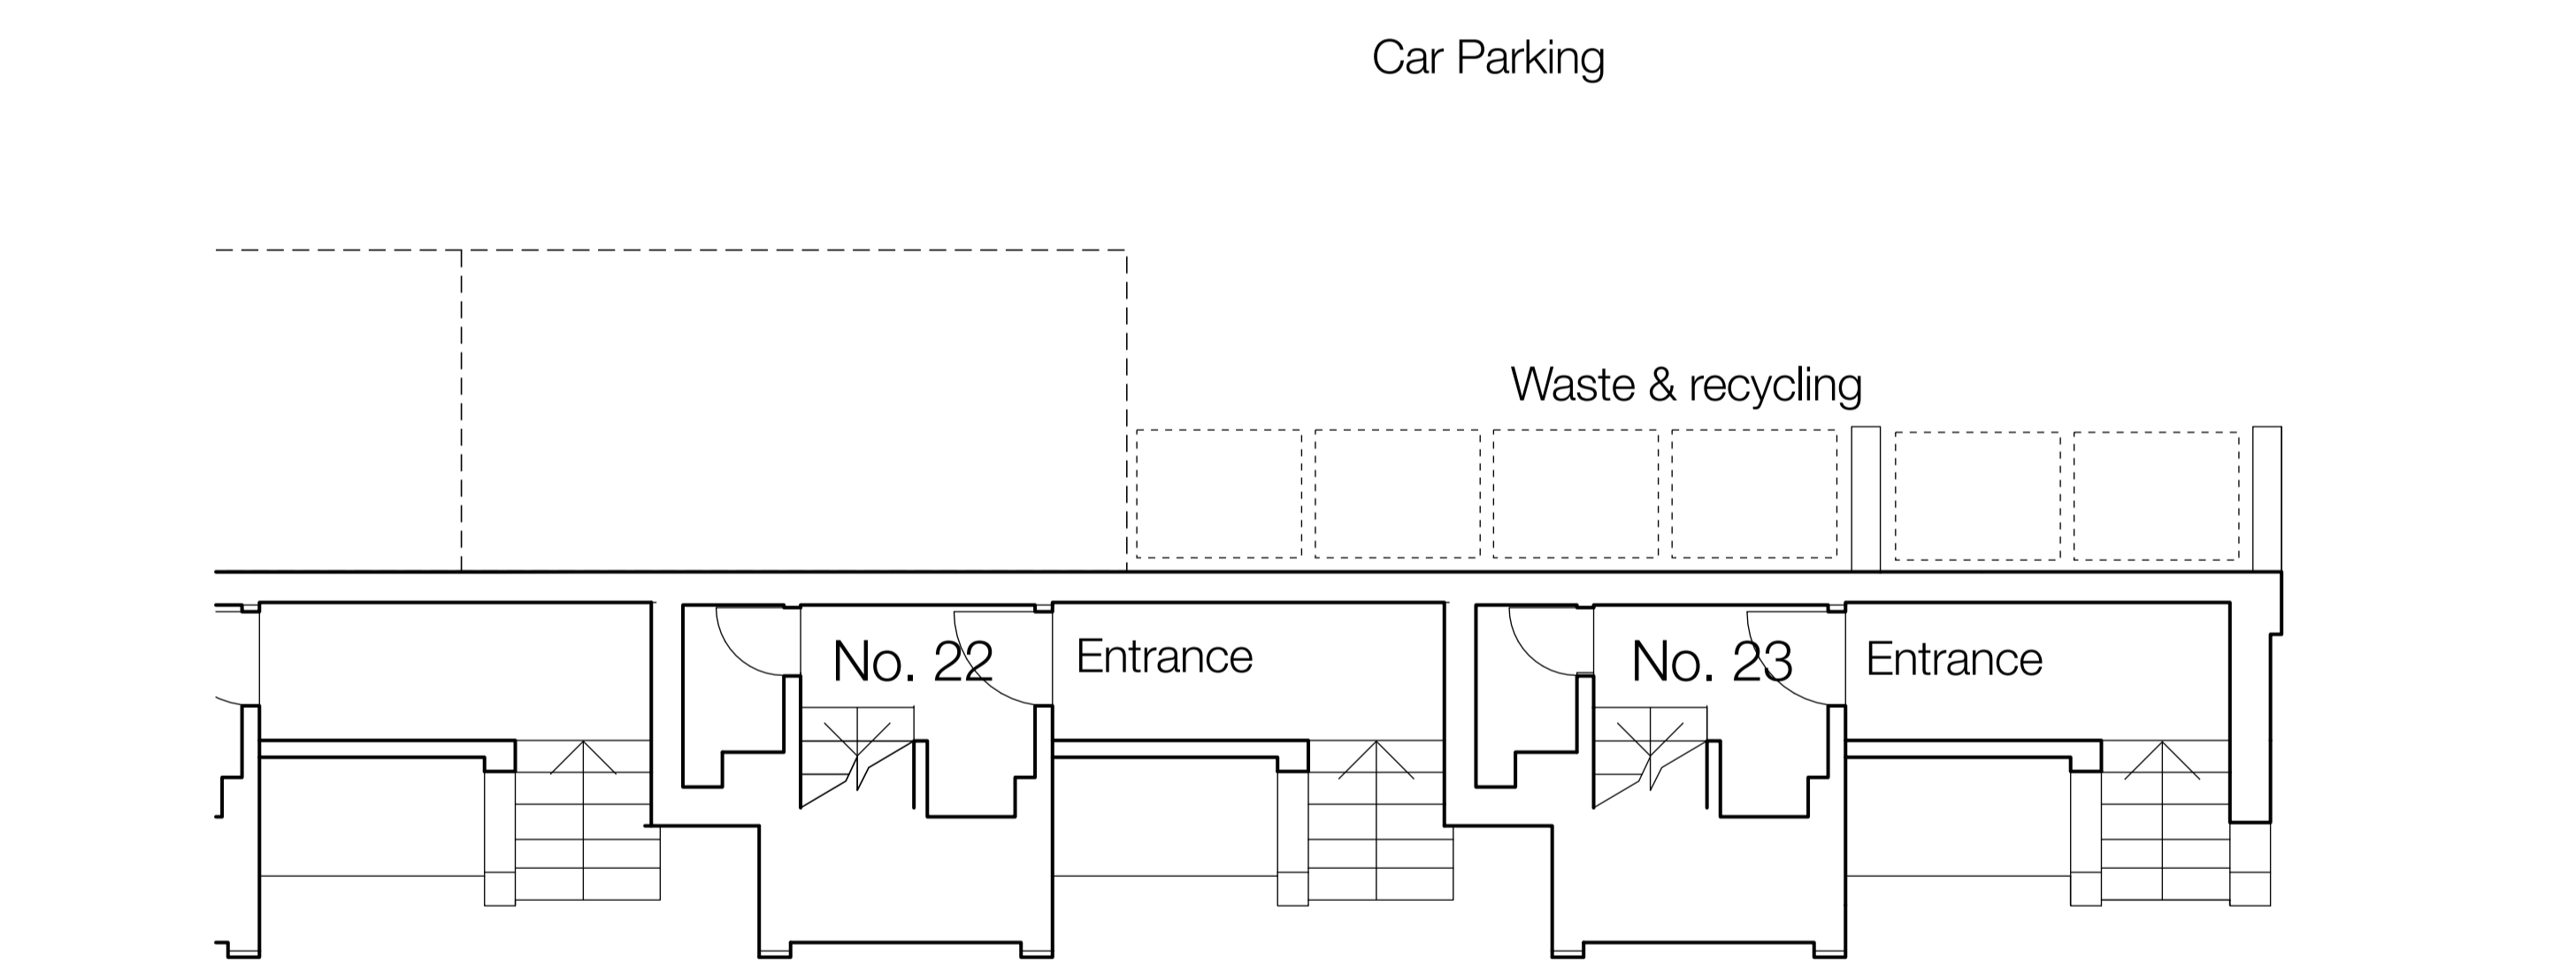 Car Parking
Waste & recycling
No. 22
Entrance
No. 23
Entrance